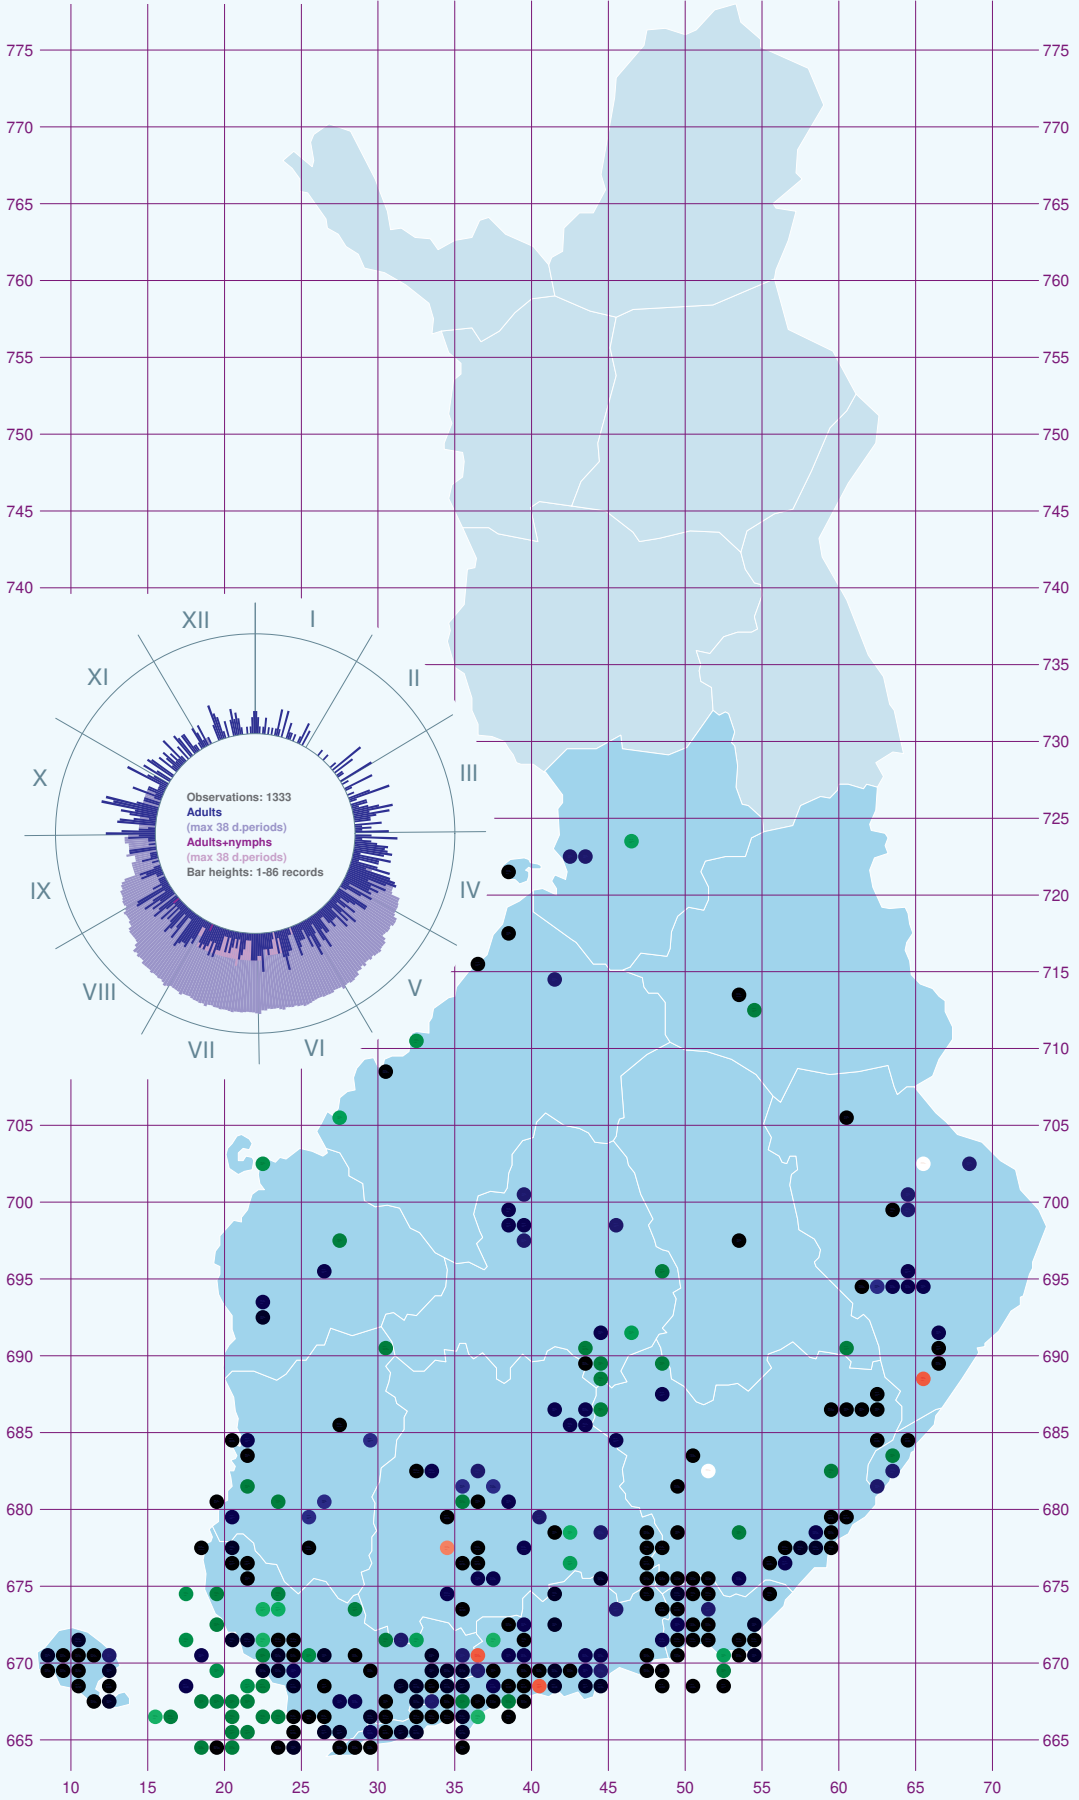 775 775
770 770
765 765
760 760
755 755
750 750
745 745
740 740
735
730
725
720
715
710
705 705
700 700
695 695
690 690
685 685
680 680
675 675
670 670
665 665
10 15 20 25 30 35 40 45 50 55 60 65 70
XII I
XI II
X III
IX IV
VIII V
VII VI
Observations: 1333
Adults
(max 38 d.periods)
Adults+nymphs
(max 38 d.periods)
Bar heights: 1-86 records